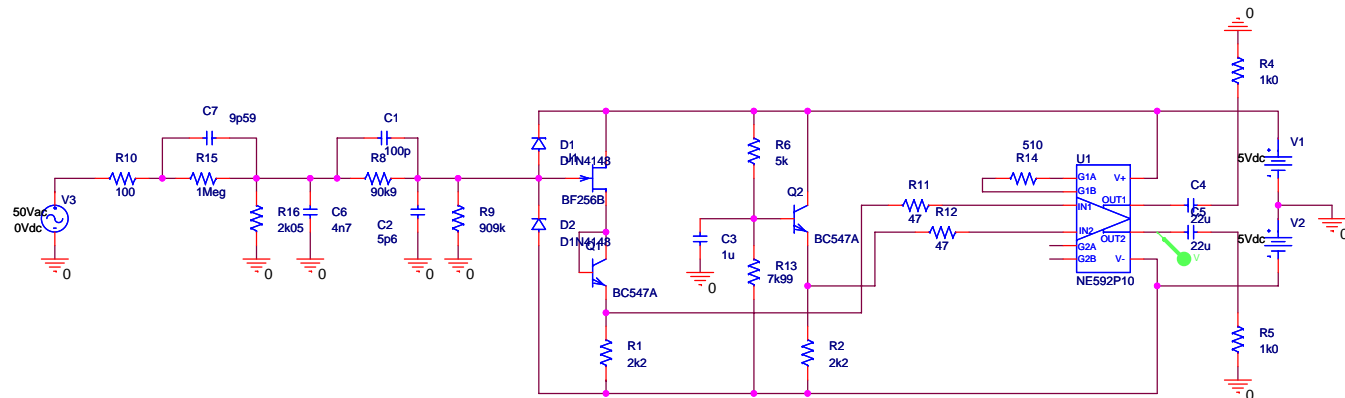 0
R4
1k0
C7
9p59
C1
100p
R10
100
R15
1Meg
R8
90k9
V3
50Vac
0Vdc
0
R16
2k05
0
C6
4n7
0
C2
5p6
0
R9
909k
0
D1
D1N4148
J1
BF256B
D2
D1N4148
Q1
BC547A
R1
2k2
R6
5k
C3
1u
0
R13
7k99
Q2
BC547A
R2
2k2
R11
47
R12
47
510
R14
U1
G1A
G1B
IN1
IN2
G2A
G2B
V+
OUT1
OUT2
V-
NE592P10
C4
22u
C5
22u
V
V1
5Vdc
V2
5Vdc
0
R5
1k0
0